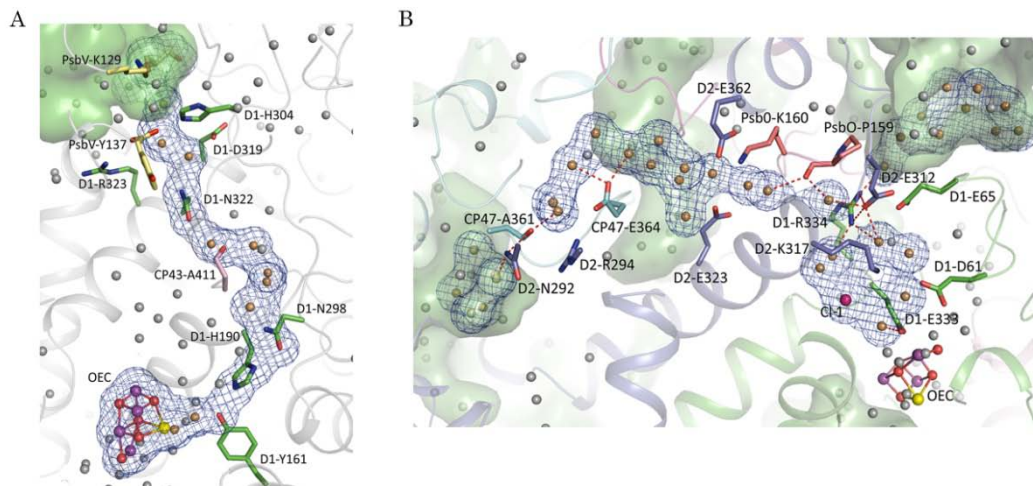 A
PsbV-K129
D1-H304
PsbV-Y137
D1-D319
D1-R323
D1-N322
CP43-A411
D1-N298
D1-H190
OEC
D1-Y161
B
D2-E362
Psb0-K160
PsbO-P159
D2-E312
D1-E65
CP47-A361
CP47-E364
D1-R334
D2-R294
D2-K317
D2-N292
D2-E323
D1-D61
Cl-1
D1-E333
OEC